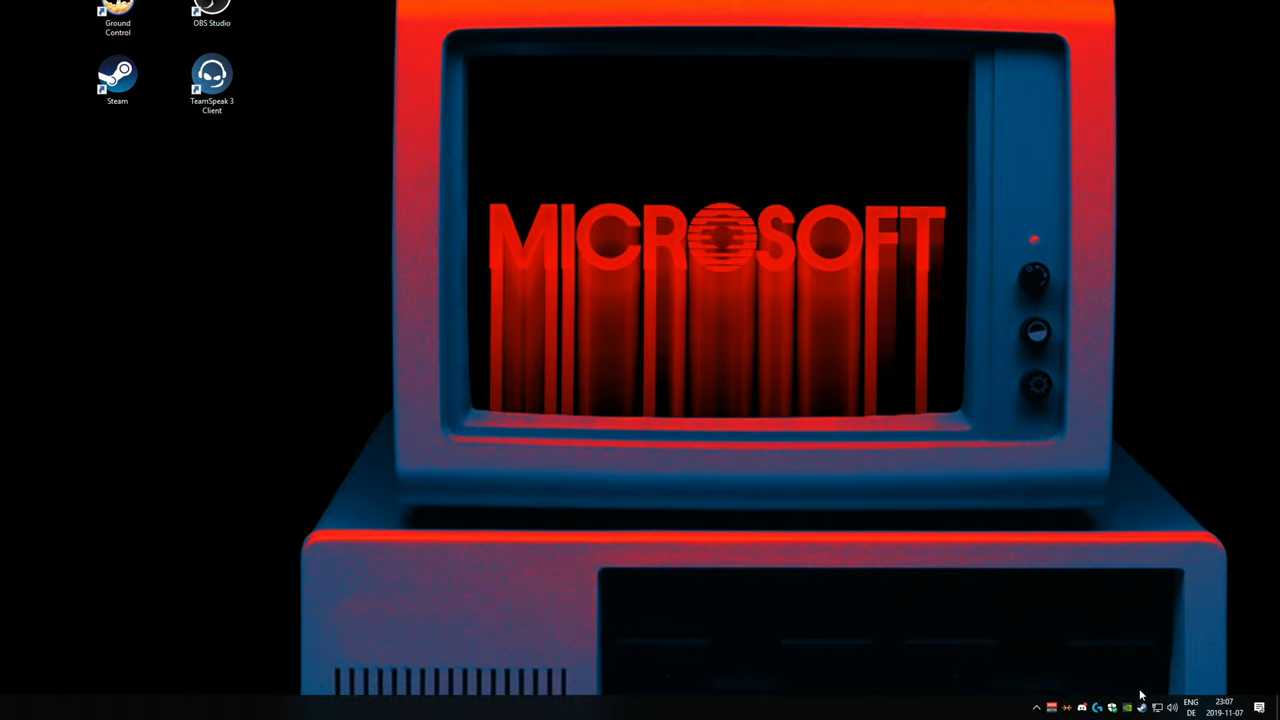 Ground
Control
OBS Studio
Steam
TeamSpeak 3
Client
MICROSOFT
ENG
DE
23:07
2019-11-07